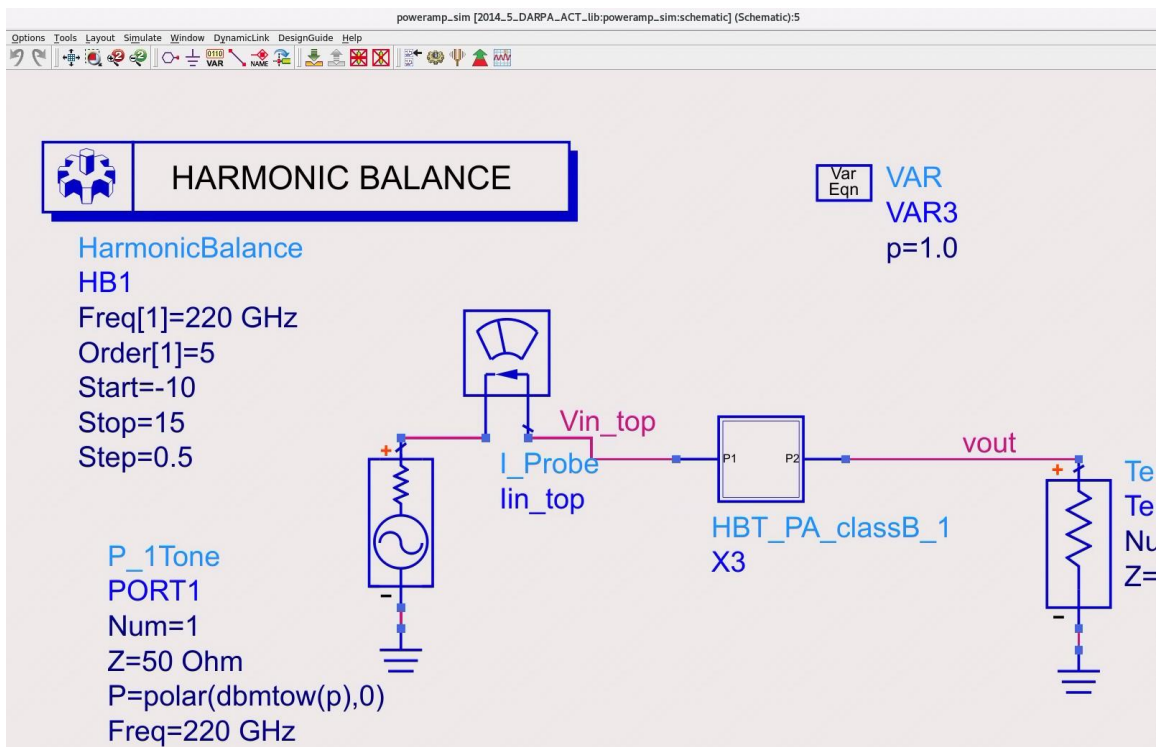 poweramp_sim [2014_5_DARPA_ACT_lib:poweramp_sim:schematic] (Schematic):5
Options Tools Layout Simulate Window DynamicLink DesignGuide Help
0110
VAR
NAME
HARMONIC BALANCE
HarmonicBalance
HB1
Freq[1]=220 GHz
Order[1]=5
Start=-10
Stop=15
Step=0.5
Var
Eqn
VAR
VAR3
p=1.0
Vin_top
I_Probe
Iin_top
+
-
P1
P2
HBT_PA_classB_1
X3
vout
+
-
Te
Te
Nu
Z=
P_1Tone
PORT1
Num=1
Z=50 Ohm
P=polar(dbmtow(p),0)
Freq=220 GHz